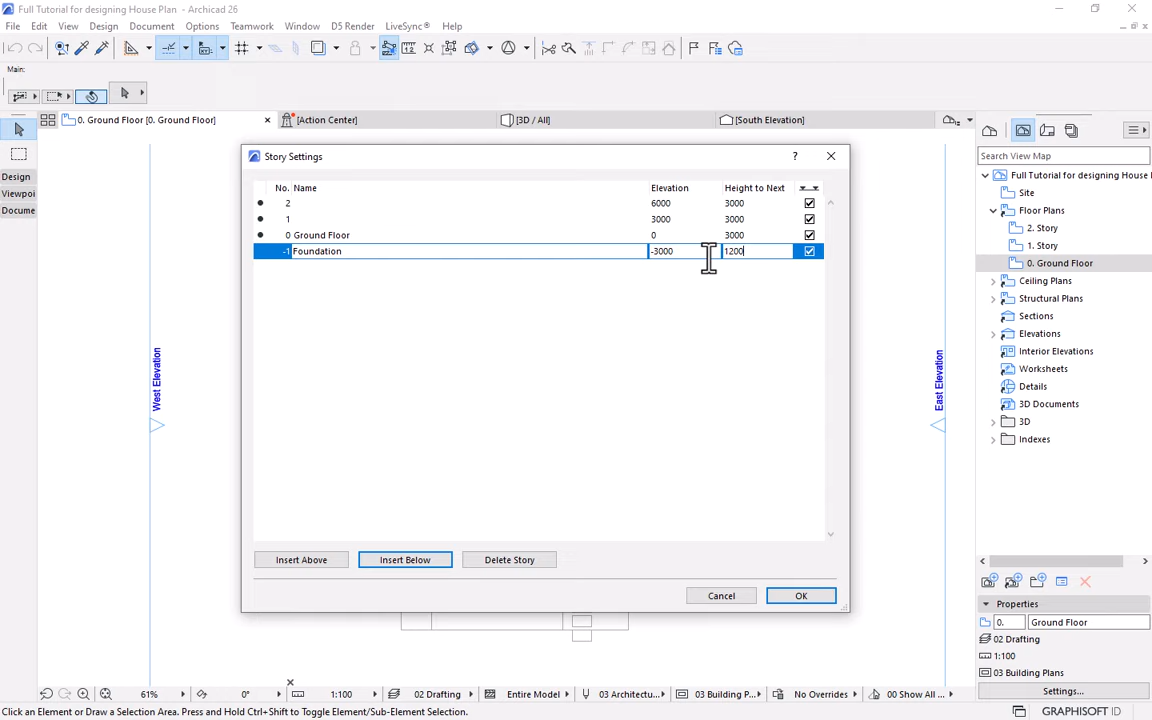 Full Tutorial for designing House Plan - Archicad 26
File Edit View Design Document Options Teamwork Window D5 Render LiveSync® Help
Main:
0. Ground Floor [0. Ground Floor] [Action Center] [3D / All] [South Elevation]
Design
Viewpoi
Docume
Story Settings
?
No. Name Elevation Height to Next
2 6000 3000
1 3000 3000
0 Ground Floor 0 3000
-1 Foundation -3000 1200
Insert Above Insert Below Delete Story
Cancel OK
West Elevation
East Elevation
Search View Map
Full Tutorial for designing House
Site
Floor Plans
2. Story
1. Story
0. Ground Floor
Ceiling Plans
Structural Plans
Sections
Elevations
Interior Elevations
Worksheets
Details
3D Documents
3D
Indexes
Properties
0. Ground Floor
02 Drafting
1:100
03 Building Plans
Settings...
61% 0° 1:100 02 Drafting Entire Model 03 Architectu... 03 Building P... No Overrides 00 Show All ...
Click an Element or Draw a Selection Area. Press and Hold Ctrl+Shift to Toggle Element/Sub-Element Selection.
GRAPHISOFT ID